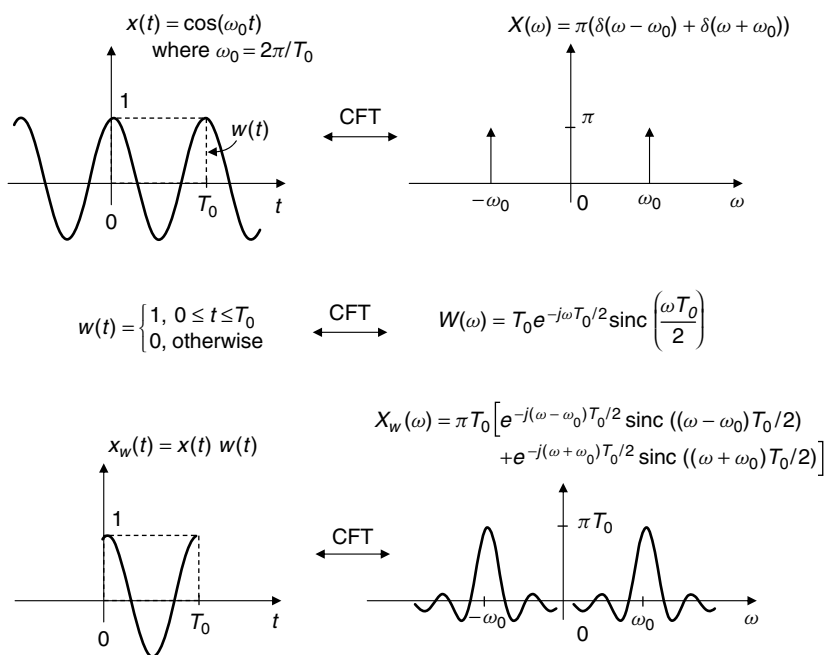 x(t) = cos(ω₀t)
where ω₀ = 2π/T₀
X(ω) = π(δ(ω − ω₀) + δ(ω + ω₀))
1
w(t)
CFT
π
0
T₀
t
−ω₀
0
ω₀
ω
w(t) = { 1, 0 ≤ t ≤ T₀
0, otherwise
CFT
W(ω) = T₀e^{−jωT₀/2} sinc (ωT₀/2)
x_w(t) = x(t) w(t)
X_w(ω) = πT₀[e^{−j(ω − ω₀)T₀/2} sinc ((ω − ω₀)T₀/2)
+e^{−j(ω + ω₀)T₀/2} sinc ((ω + ω₀)T₀/2)]
1
CFT
πT₀
0
T₀
t
−ω₀
0
ω₀
ω